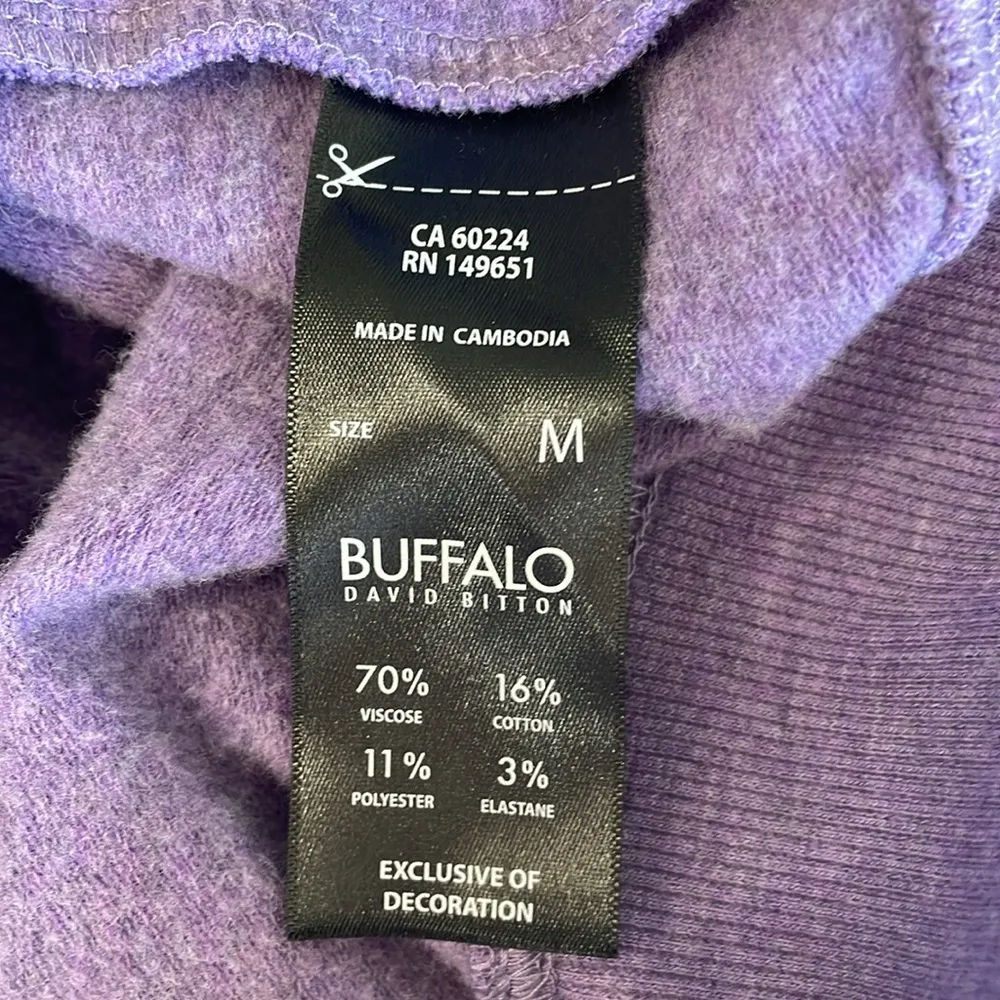 CA 60224
RN 149651
MADE IN CAMBODIA
SIZE M
BUFFALO
DAVID BITTON
70% 16%
VISCOSE COTTON
11% 3%
POLYESTER ELASTANE
EXCLUSIVE OF
DECORATION